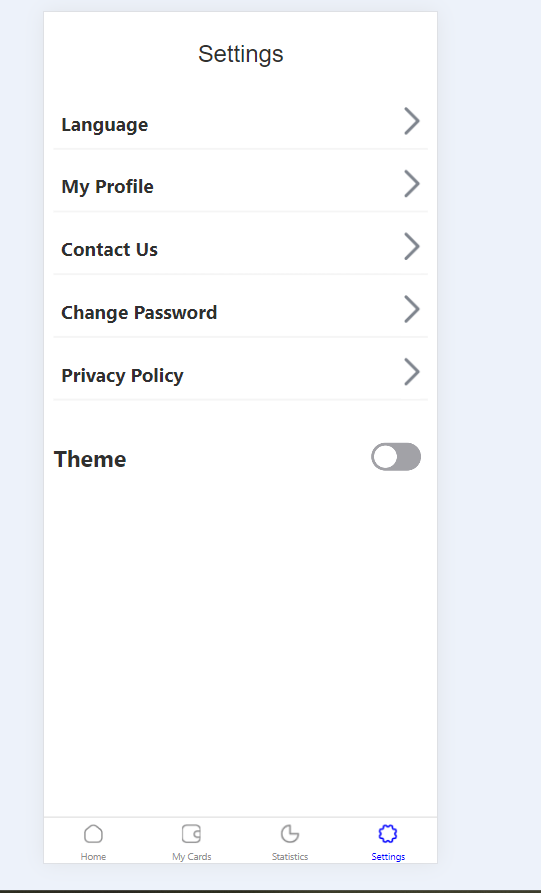 Settings
Language
My Profile
Contact Us
Change Password
Privacy Policy
Theme
Home My Cards Statistics Settings